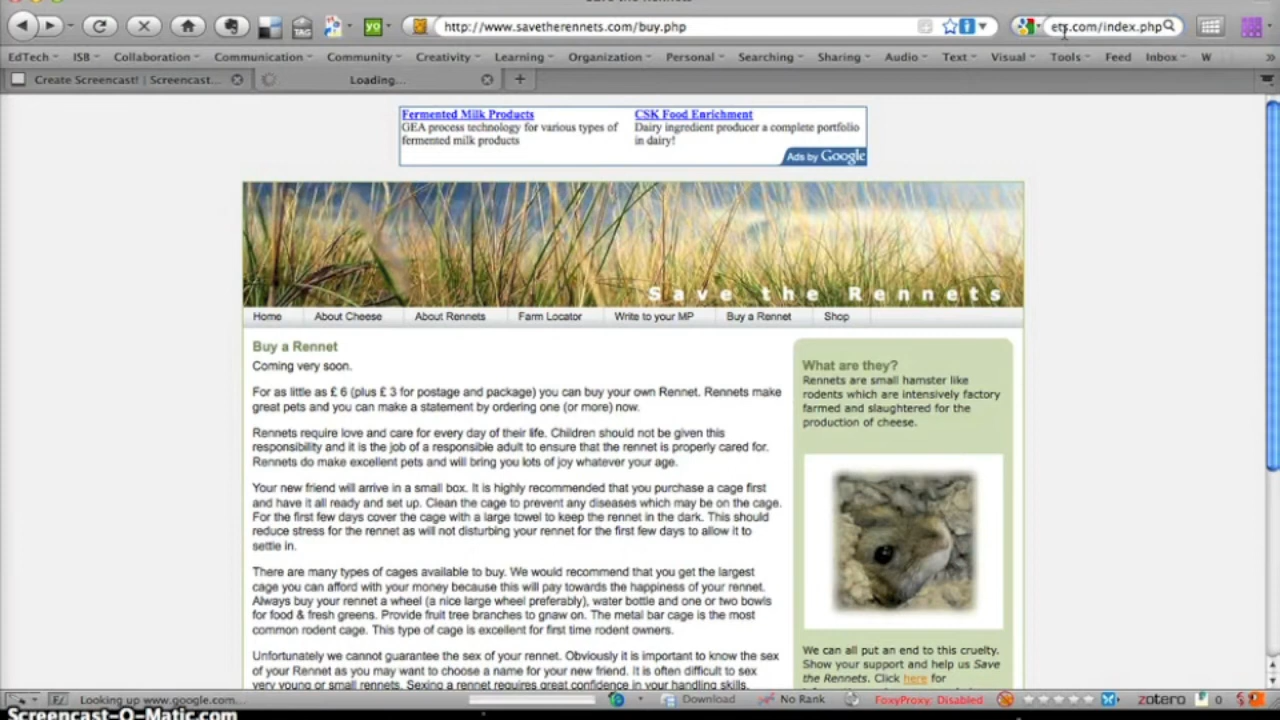 http://www.savetherennets.com/buy.php
ets.com/index.php
EdTech ISB Collaboration Communication Community Creativity Learning Organization Personal Searching Sharing Audio Text Visual Tools Feed Inbox W »
Create Screencast! | Screencast...
Loading...
Fermented Milk Products
GEA process technology for various types of
fermented milk products
CSK Food Enrichment
Dairy ingredient producer a complete portfolio
in dairy!
Ads by Google
Save the Rennets
Home About Cheese About Rennets Farm Locator Write to your MP Buy a Rennet Shop
Buy a Rennet
Coming very soon.
For as little as £ 6 (plus £ 3 for postage and package) you can buy your own Rennet. Rennets make
great pets and you can make a statement by ordering one (or more) now.
Rennets require love and care for every day of their life. Children should not be given this
responsibility and it is the job of a responsible adult to ensure that the rennet is properly cared for.
Rennets do make excellent pets and will bring you lots of joy whatever your age.
Your new friend will arrive in a small box. It is highly recommended that you purchase a cage first
and have it all ready and set up. Clean the cage to prevent any diseases which may be on the cage.
For the first few days cover the cage with a large towel to keep the rennet in the dark. This should
reduce stress for the rennet as will not disturbing your rennet for the first few days to allow it to
settle in.
There are many types of cages available to buy. We would recommend that you get the largest
cage you can afford with your money because this will pay towards the happiness of your rennet.
Always buy your rennet a wheel (a nice large wheel preferably), water bottle and one or two bowls
for food & fresh greens. Provide fruit tree branches to gnaw on. The metal bar cage is the most
common rodent cage. This type of cage is excellent for first time rodent owners.
Unfortunately we cannot guarantee the sex of your rennet. Obviously it is important to know the sex
of your Rennet as you may want to choose a name for your new friend. It is often difficult to sex
very young or small rennets. Sexing a rennet requires great confidence in your handling skills.
What are they?
Rennets are small hamster like
rodents which are intensively factory
farmed and slaughtered for the
production of cheese.
We can all put an end to this cruelty.
Show your support and help us Save
the Rennets. Click here for
Looking up www.google.com...
Download
No Rank
FoxyProxy: Disabled
zotero
0
Screencast-O-Matic.com